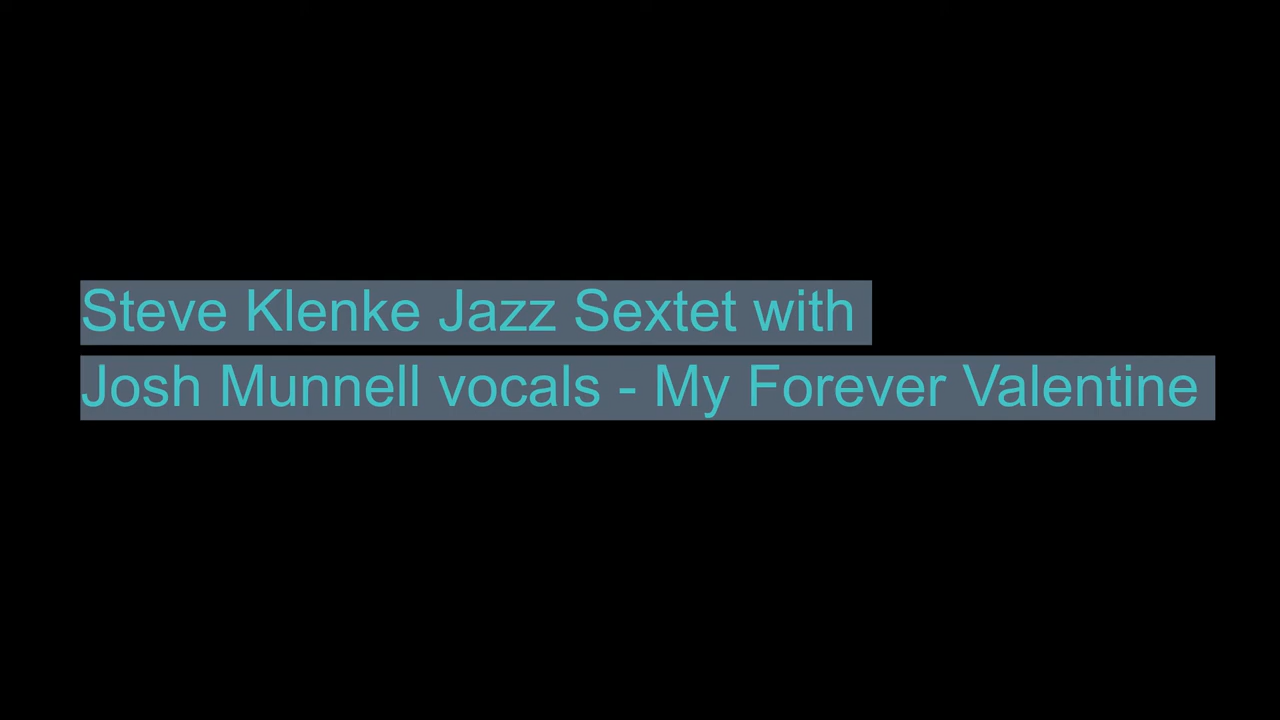 Steve Klenke Jazz Sextet with
Josh Munnell vocals - My Forever Valentine